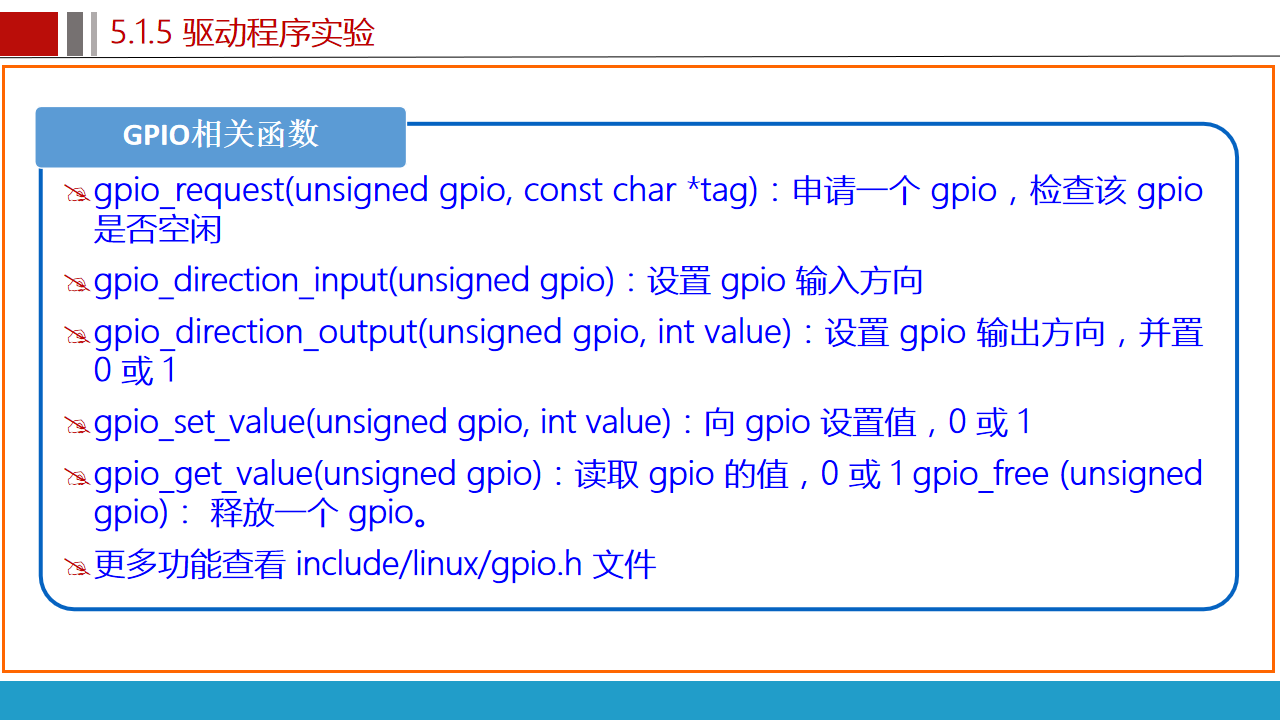 5.1.5 驱动程序实验
GPIO相关函数
gpio_request(unsigned gpio, const char *tag)：申请一个 gpio，检查该 gpio
是否空闲
gpio_direction_input(unsigned gpio)：设置 gpio 输入方向
gpio_direction_output(unsigned gpio, int value)：设置 gpio 输出方向，并置
0 或 1
gpio_set_value(unsigned gpio, int value)：向 gpio 设置值，0 或 1
gpio_get_value(unsigned gpio)：读取 gpio 的值，0 或 1 gpio_free (unsigned
gpio)： 释放一个 gpio。
更多功能查看 include/linux/gpio.h 文件